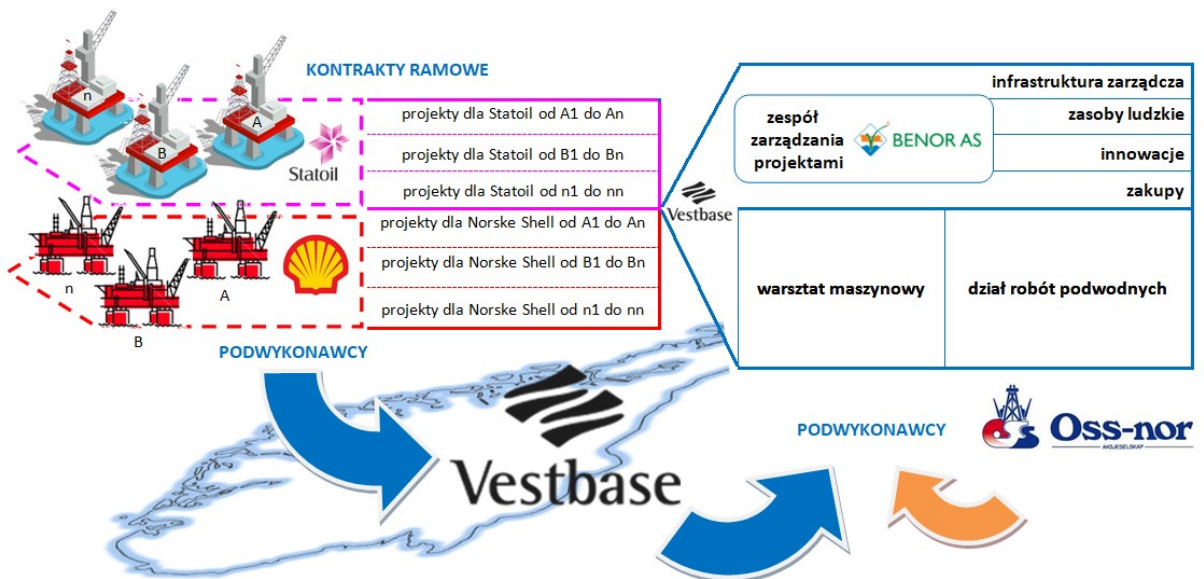 KONTRAKTY RAMOWE
n
A
B
Statoil
projekty dla Statoil od A1 do An
projekty dla Statoil od B1 do Bn
projekty dla Statoil od n1 do nn
n
A
B
projekty dla Norske Shell od A1 do An
projekty dla Norske Shell od B1 do Bn
projekty dla Norske Shell od n1 do nn
Vestbase
zespół
zarządzania
projektami
BENOR AS
infrastruktura zarządcza
zasoby ludzkie
innowacje
zakupy
warsztat maszynowy
dział robót podwodnych
PODWYKONAWCY
Vestbase
PODWYKONAWCY
Oss-nor
AKSJESELSKAP